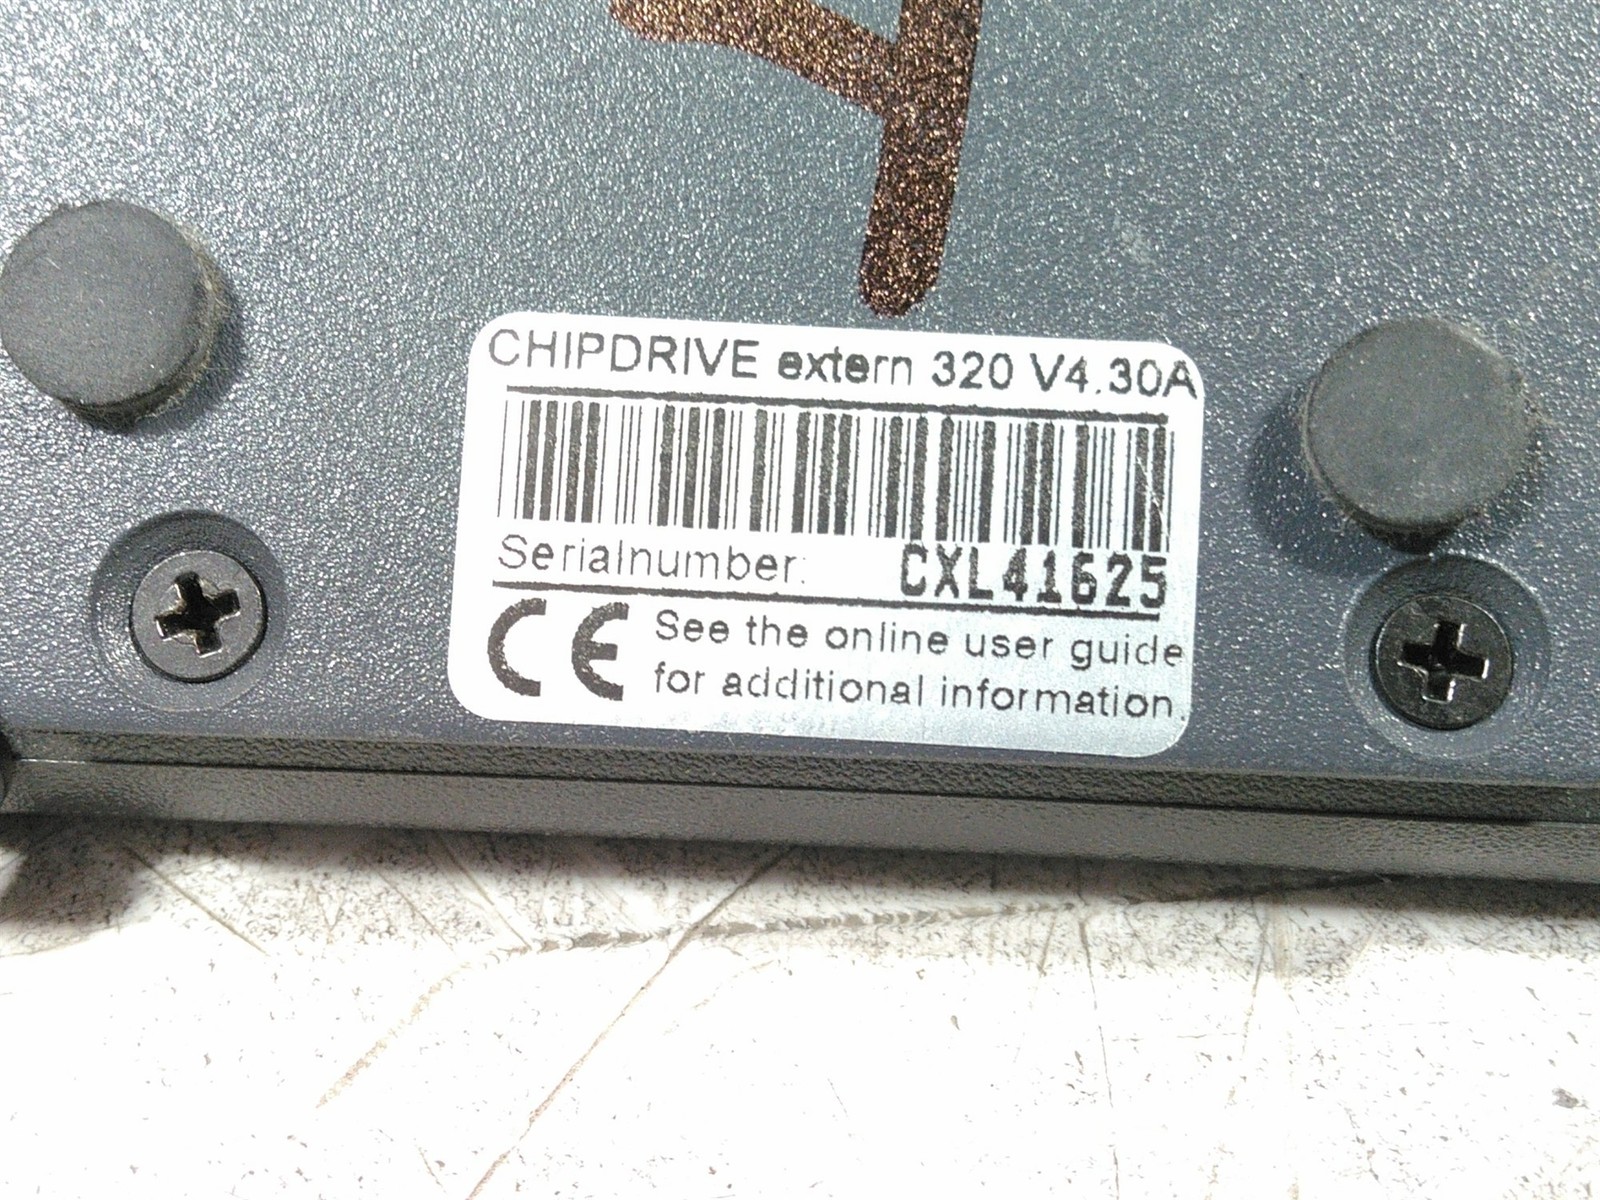 CHIPDRIVE extern 320 V4.30A
Serialnumber: CXL41625
CE See the online user guide
for additional information.